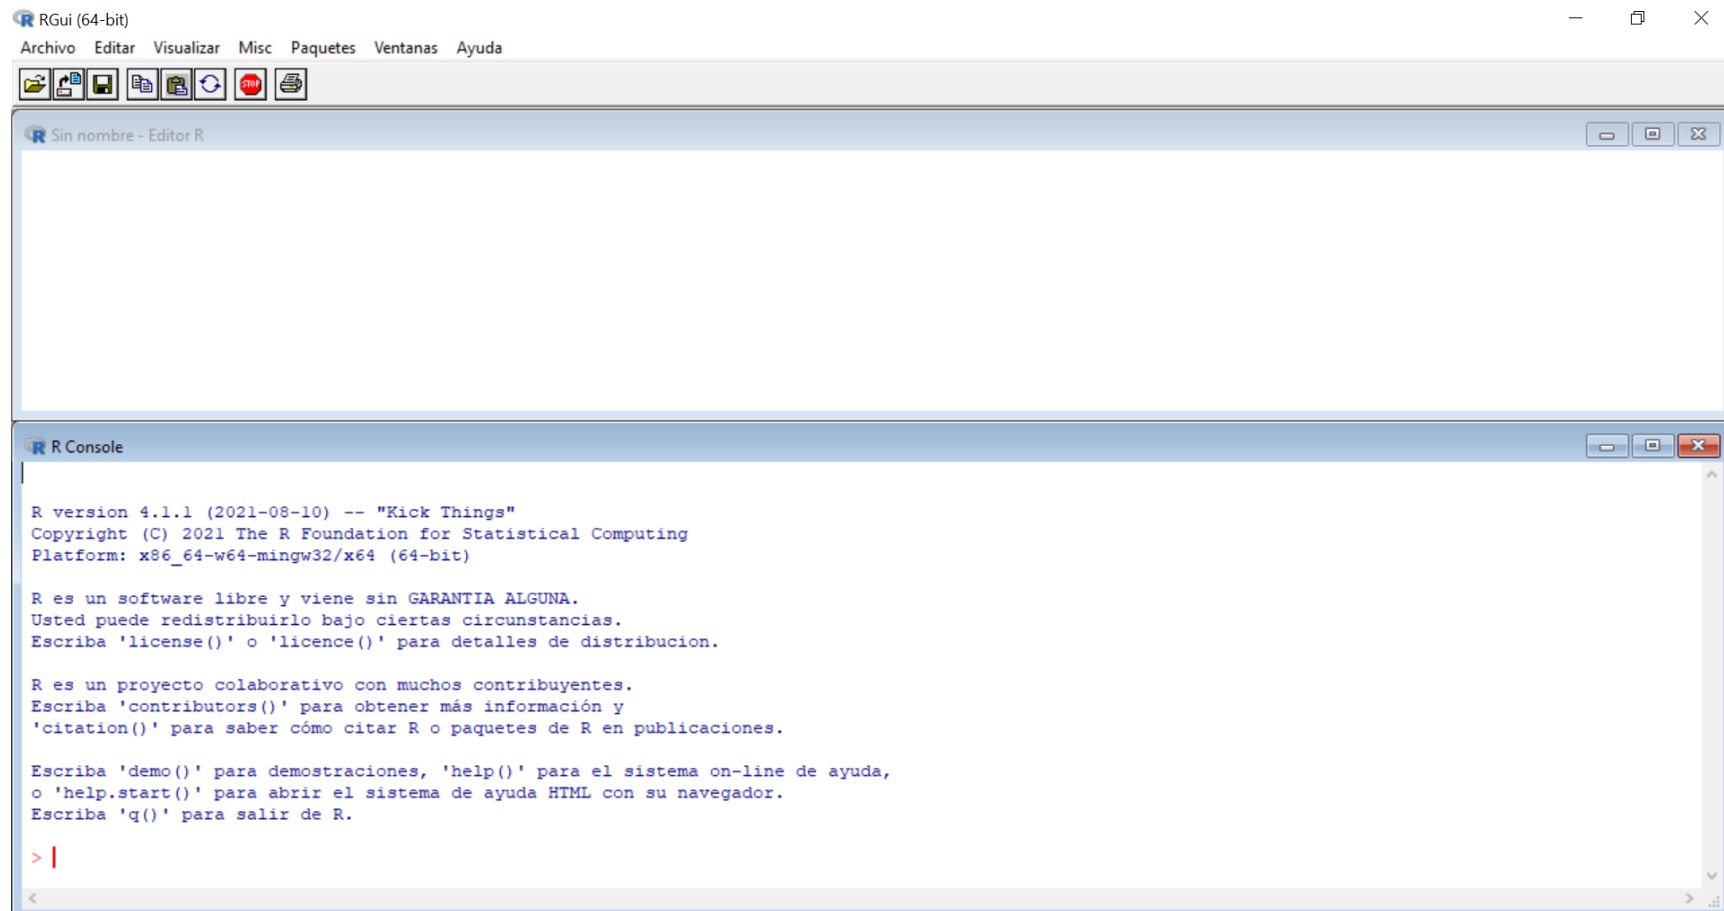 RGui (64-bit)
Archivo Editar Visualizar Misc Paquetes Ventanas Ayuda
STOP
Sin nombre - Editor R
R Console
R version 4.1.1 (2021-08-10) -- "Kick Things"
Copyright (C) 2021 The R Foundation for Statistical Computing
Platform: x86_64-w64-mingw32/x64 (64-bit)
R es un software libre y viene sin GARANTIA ALGUNA.
Usted puede redistribuirlo bajo ciertas circunstancias.
Escriba 'license()' o 'licence()' para detalles de distribucion.
R es un proyecto colaborativo con muchos contribuyentes.
Escriba 'contributors()' para obtener más información y
'citation()' para saber cómo citar R o paquetes de R en publicaciones.
Escriba 'demo()' para demostraciones, 'help()' para el sistema on-line de ayuda,
o 'help.start()' para abrir el sistema de ayuda HTML con su navegador.
Escriba 'q()' para salir de R.
>